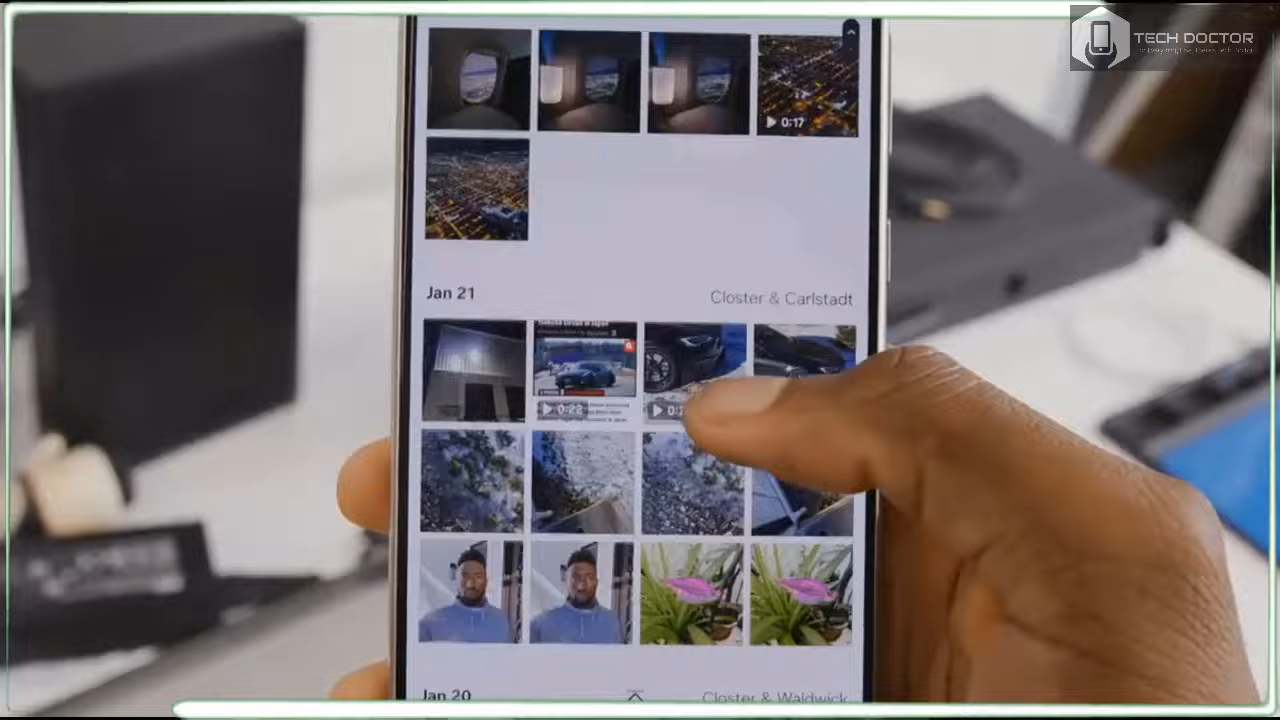 TECH DOCTOR
0:17
Jan 21
Closter & Carlstadt
0:22
Jan 20
Closter & Waldwick